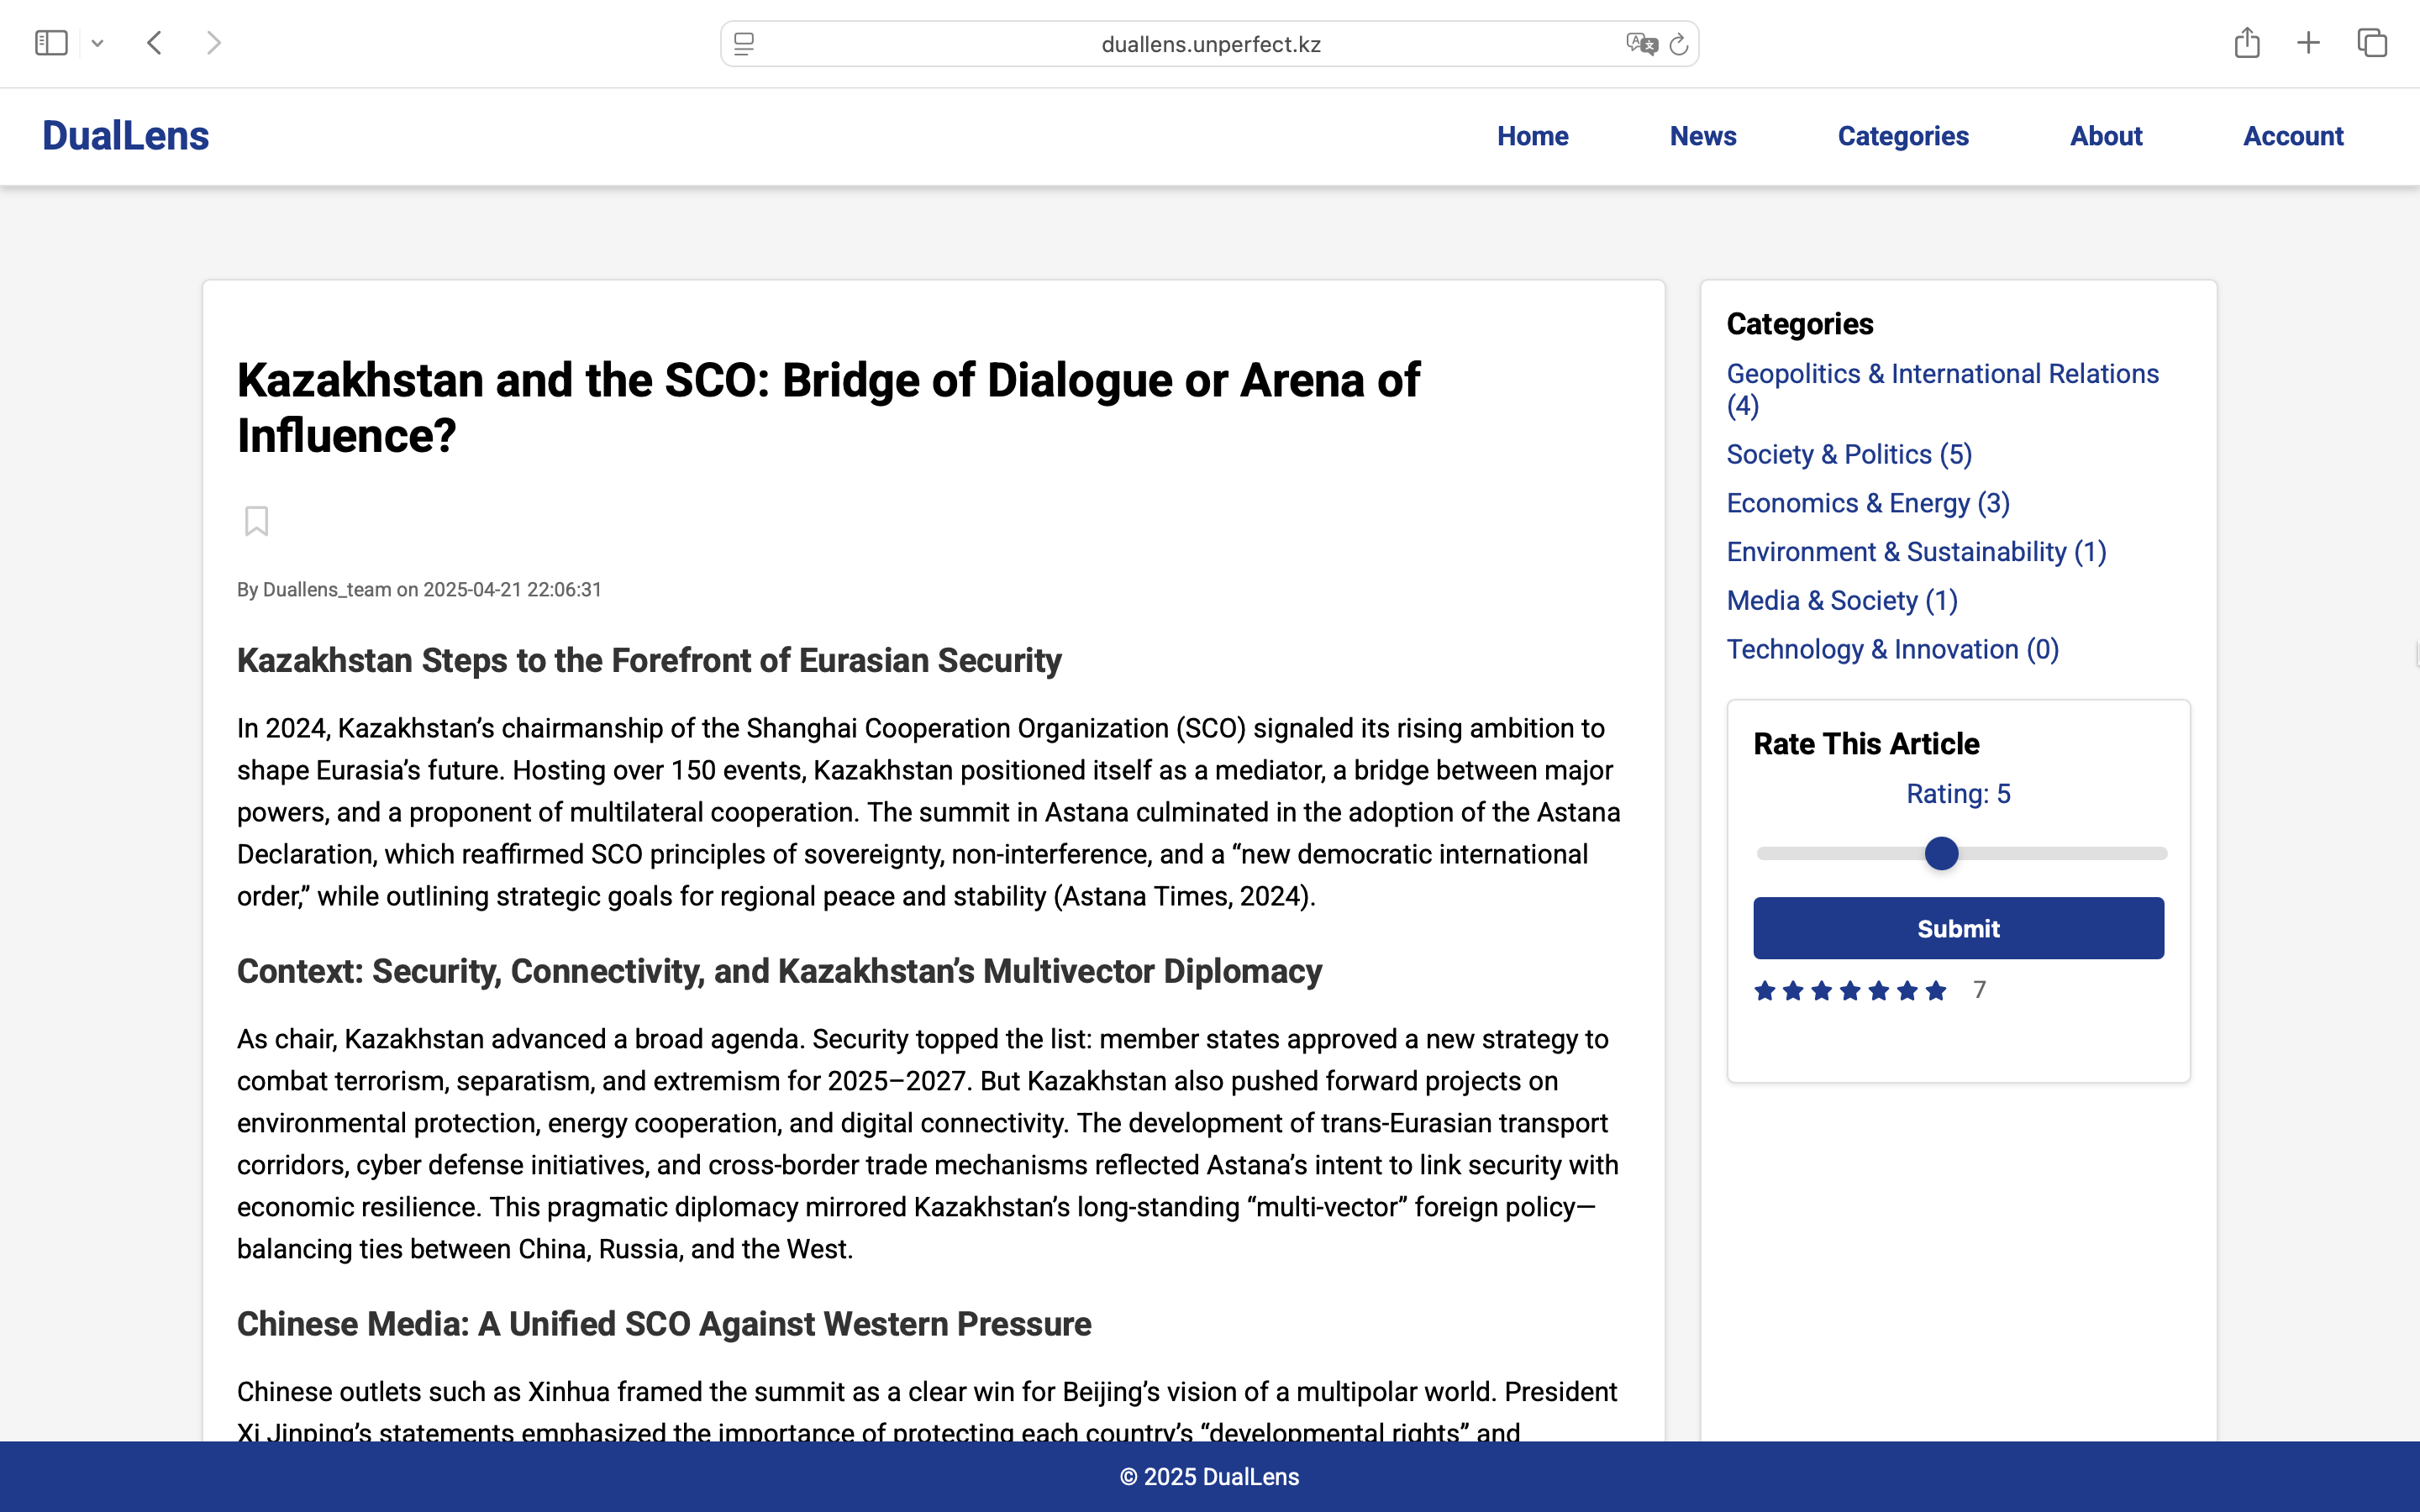 duallens.unperfect.kz
DualLens
Home
News
Categories
About
Account
Kazakhstan and the SCO: Bridge of Dialogue or Arena of
Influence?
By Duallens_team on 2025-04-21 22:06:31
Kazakhstan Steps to the Forefront of Eurasian Security
In 2024, Kazakhstan’s chairmanship of the Shanghai Cooperation Organization (SCO) signaled its rising ambition to
shape Eurasia’s future. Hosting over 150 events, Kazakhstan positioned itself as a mediator, a bridge between major
powers, and a proponent of multilateral cooperation. The summit in Astana culminated in the adoption of the Astana
Declaration, which reaffirmed SCO principles of sovereignty, non-interference, and a “new democratic international
order,” while outlining strategic goals for regional peace and stability (Astana Times, 2024).
Context: Security, Connectivity, and Kazakhstan’s Multivector Diplomacy
As chair, Kazakhstan advanced a broad agenda. Security topped the list: member states approved a new strategy to
combat terrorism, separatism, and extremism for 2025–2027. But Kazakhstan also pushed forward projects on
environmental protection, energy cooperation, and digital connectivity. The development of trans-Eurasian transport
corridors, cyber defense initiatives, and cross-border trade mechanisms reflected Astana’s intent to link security with
economic resilience. This pragmatic diplomacy mirrored Kazakhstan’s long-standing “multi-vector” foreign policy—
balancing ties between China, Russia, and the West.
Chinese Media: A Unified SCO Against Western Pressure
Chinese outlets such as Xinhua framed the summit as a clear win for Beijing’s vision of a multipolar world. President
Xi Jinping’s statements emphasized the importance of protecting each country’s “developmental rights” and
Categories
Geopolitics & International Relations
(4)
Society & Politics (5)
Economics & Energy (3)
Environment & Sustainability (1)
Media & Society (1)
Technology & Innovation (0)
Rate This Article
Rating: 5
Submit
7
© 2025 DualLens